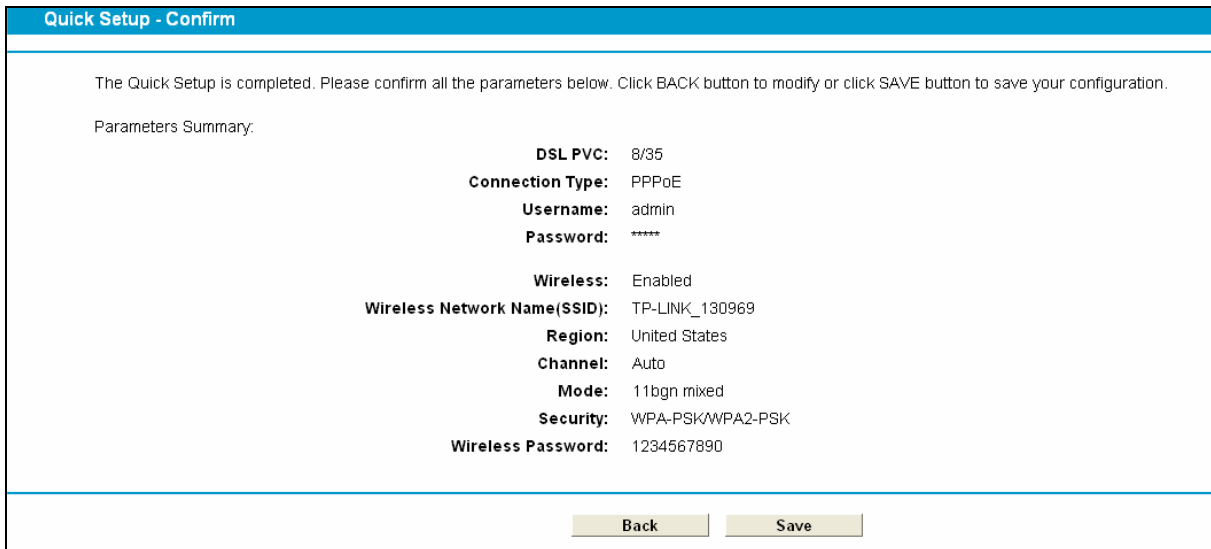 Quick Setup - Confirm
The Quick Setup is completed. Please confirm all the parameters below. Click BACK button to modify or click SAVE button to save your configuration.
Parameters Summary:
DSL PVC: 8/35
Connection Type: PPPoE
Username: admin
Password: *****
Wireless: Enabled
Wireless Network Name(SSID): TP-LINK_130969
Region: United States
Channel: Auto
Mode: 11bgn mixed
Security: WPA-PSK/WPA2-PSK
Wireless Password: 1234567890
Back Save